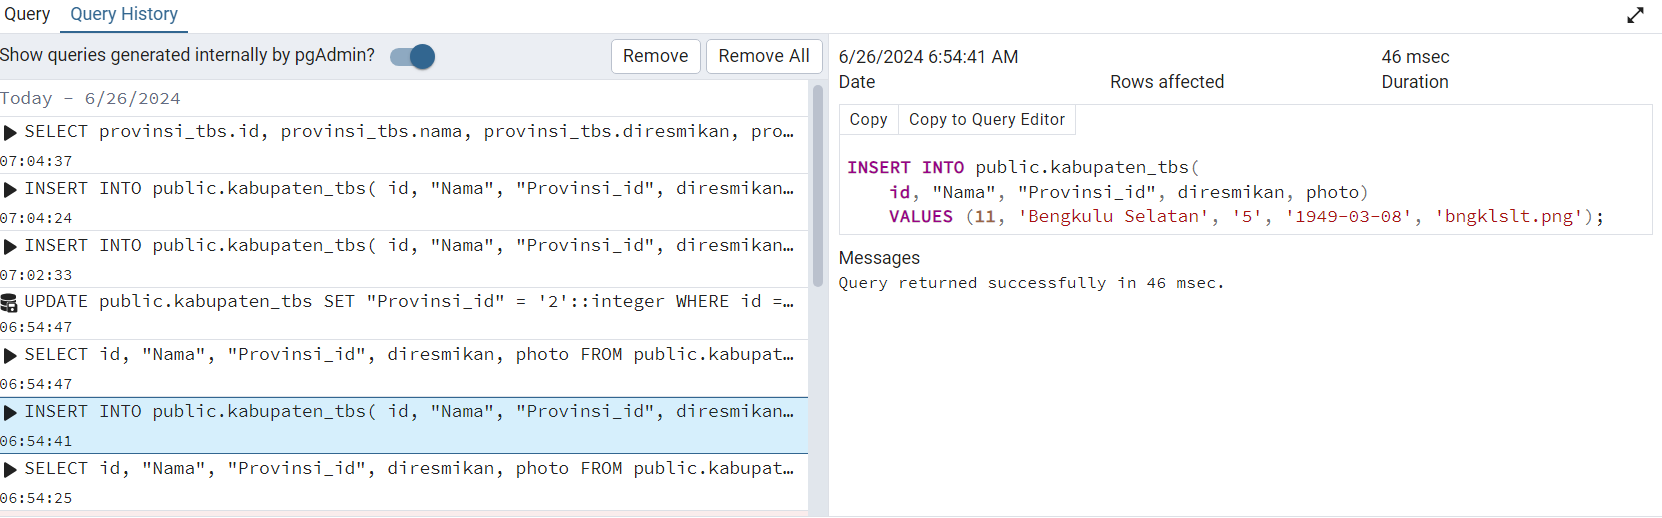 Query Query History
Show queries generated internally by pgAdmin? Remove Remove All
Today - 6/26/2024
SELECT provinsi_tbs.id, provinsi_tbs.nama, provinsi_tbs.diresmikan, pro…
07:04:37
INSERT INTO public.kabupaten_tbs( id, "Nama", "Provinsi_id", diresmikan…
07:04:24
INSERT INTO public.kabupaten_tbs( id, "Nama", "Provinsi_id", diresmikan…
07:02:33
UPDATE public.kabupaten_tbs SET "Provinsi_id" = '2'::integer WHERE id =…
06:54:47
SELECT id, "Nama", "Provinsi_id", diresmikan, photo FROM public.kabupat…
06:54:47
INSERT INTO public.kabupaten_tbs( id, "Nama", "Provinsi_id", diresmikan…
06:54:41
SELECT id, "Nama", "Provinsi_id", diresmikan, photo FROM public.kabupat…
06:54:25
6/26/2024 6:54:41 AM 46 msec
Date Rows affected Duration
Copy Copy to Query Editor
INSERT INTO public.kabupaten_tbs(
id, "Nama", "Provinsi_id", diresmikan, photo)
VALUES (11, 'Bengkulu Selatan', '5', '1949-03-08', 'bngklslt.png');
Messages
Query returned successfully in 46 msec.